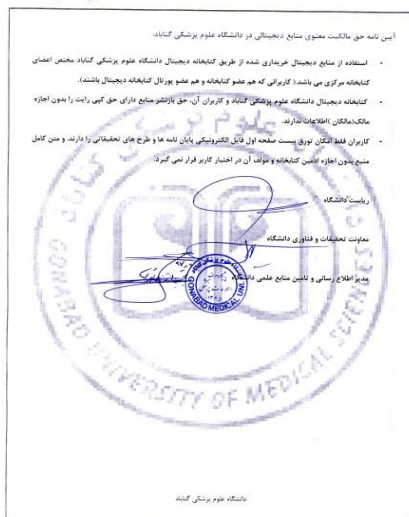 آیین نامه حق مالکیت معنوی منابع دیجیتالی در دانشگاه علوم پزشکی گناباد
استفاده از منابع دیجیتال خریداری شده از طریق کتابخانه دیجیتال دانشگاه علوم پزشکی گناباد مختص اعضای
کتابخانه مرکزی می باشد.( کاربرانی که هم عضو کتابخانه و هم عضو پورتال کتابخانه دیجیتال باشند).
کتابخانه دیجیتال دانشگاه علوم پزشکی گناباد و کاربران آن، حق بازنشر منابع دارای حق کپی رایت را بدون اجازه
مالک(مالکان )اطلاعات ندارند.
کاربران فقط امکان تورق بیست صفحه اول فایل الکترونیکی پایان نامه ها و طرح های تحقیقاتی را دارند. و متن کامل
منبع بدون اجازه ادمین کتابخانه و مولف آن در اختیار کاربر قرار نمی گیرد.
ریاست دانشگاه
معاونت تحقیقات و فناوری دانشگاه
مدیر اطلاع رسانی و تامین منابع علمی دانشگاه
GONABAD MEDICAL UNI.
GONABAD UNIVERSITY OF MEDICAL SCIENCES
دانشگاه علوم پزشکی گناباد